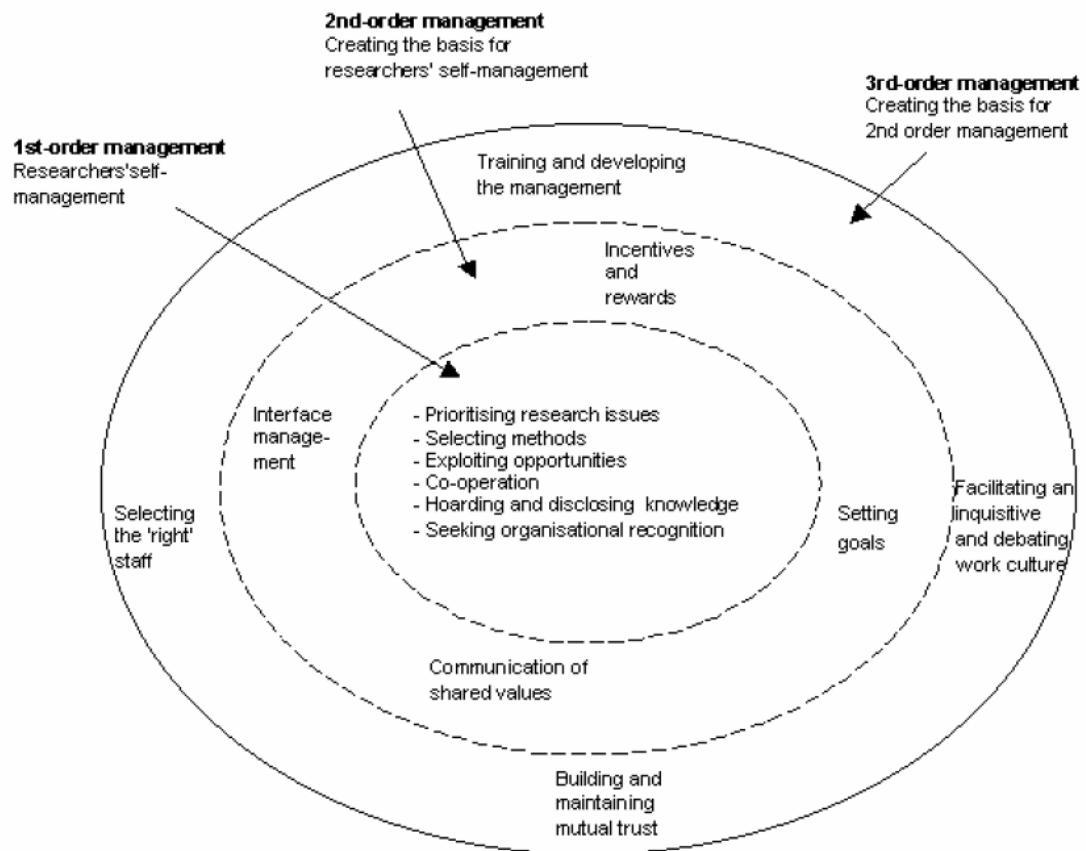 2nd-order management
Creating the basis for
researchers' self-management
3rd-order management
Creating the basis for
2nd order management
1st-order management
Researchers'self-
management
Training and developing
the management
Incentives
and
rewards
Interface
manage-
ment
- Prioritising research issues
- Selecting methods
- Exploiting opportunities
- Co-operation
- Hoarding and disclosing knowledge
- Seeking organisational recognition
Selecting
the 'right'
staff
Setting
goals
Facilitating an
inquisitive
and debating
work culture
Communication of
shared values
Building and
maintaining
mutual trust